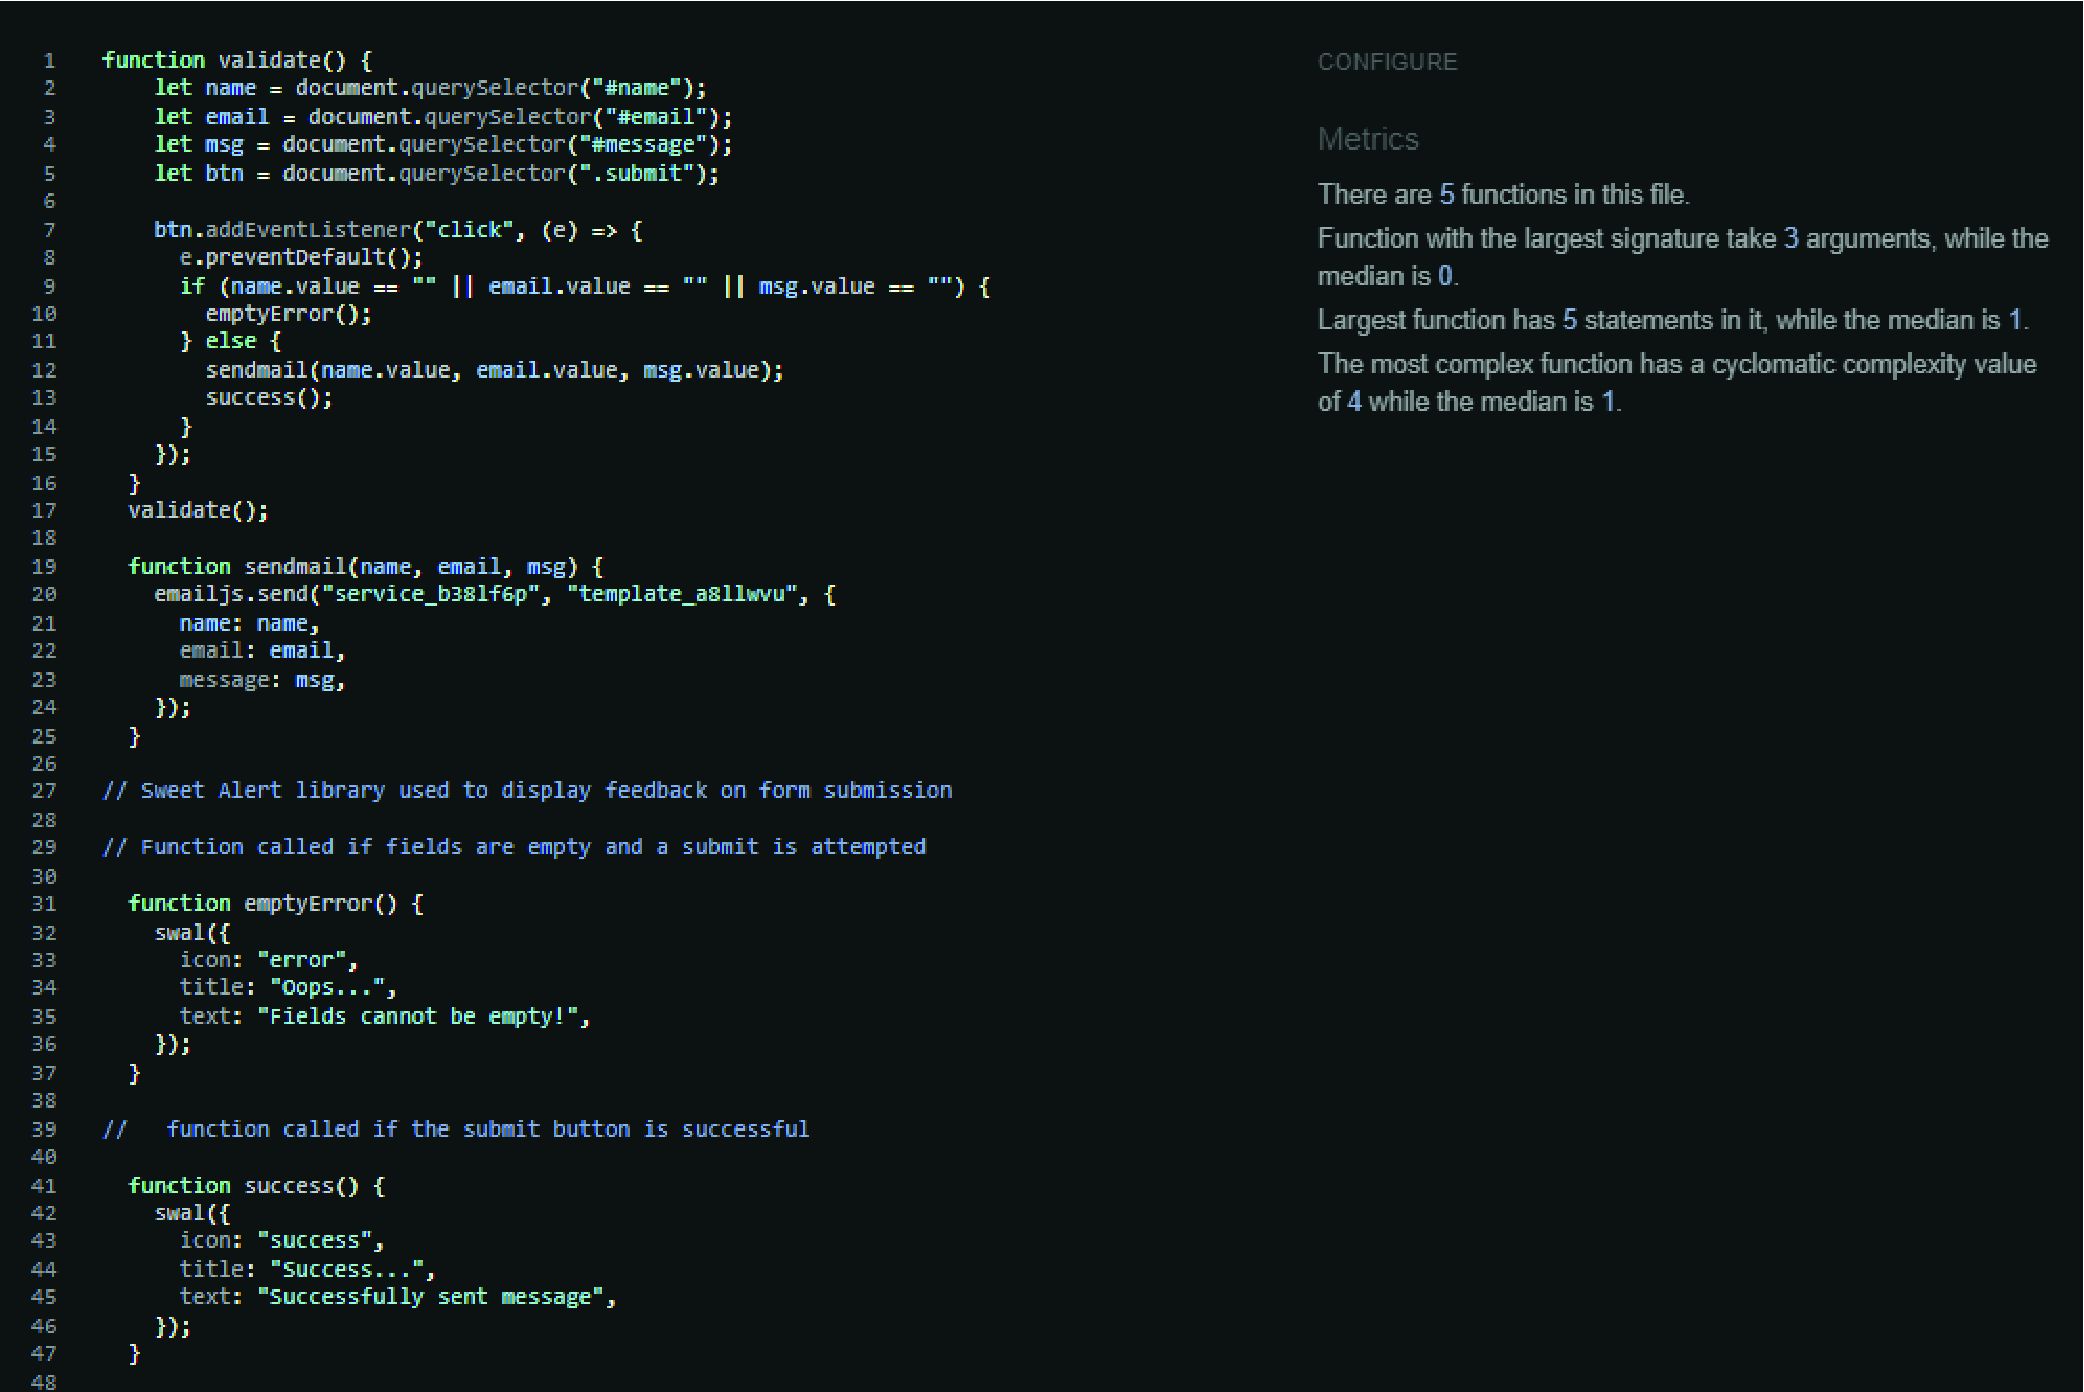 1 function validate() {
2 let name = document.querySelector("#name");
3 let email = document.querySelector("#email");
4 let msg = document.querySelector("#message");
5 let btn = document.querySelector(".submit");
6
7 btn.addEventListener("click", (e) => {
8 e.preventDefault();
9 if (name.value == "" || email.value == "" || msg.value == "") {
10 emptyError();
11 } else {
12 sendmail(name.value, email.value, msg.value);
13 success();
14 }
15 });
16 }
17 validate();
18
19 function sendmail(name, email, msg) {
20 emailjs.send("service_b38lf6p", "template_a8llwvu", {
21 name: name,
22 email: email,
23 message: msg,
24 });
25 }
26
27 // Sweet Alert library used to display feedback on form submission
28
29 // Function called if fields are empty and a submit is attempted
30
31 function emptyError() {
32 swal({
33 icon: "error",
34 title: "Oops...",
35 text: "Fields cannot be empty!",
36 });
37 }
38
39 //   function called if the submit button is successful
40
41 function success() {
42 swal({
43 icon: "success",
44 title: "Success...",
45 text: "Successfully sent message",
46 });
47 }
48
CONFIGURE
Metrics
There are 5 functions in this file.
Function with the largest signature take 3 arguments, while the
median is 0.
Largest function has 5 statements in it, while the median is 1.
The most complex function has a cyclomatic complexity value
of 4 while the median is 1.